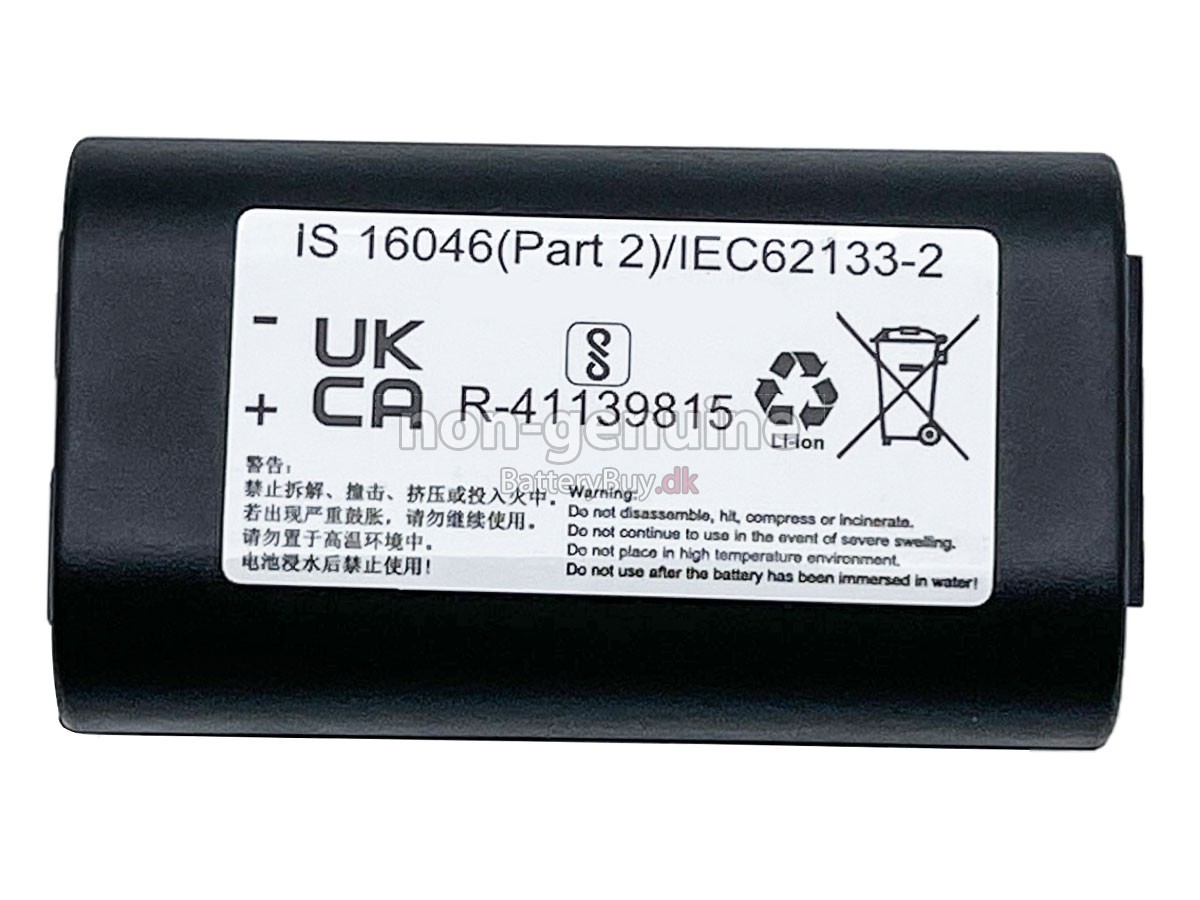 IS 16046(Part 2)/IEC62133-2
-
UK
CA
+
R-41139815
Li-ion
non-genuine
BatteryBuy.dk
警告：
禁止拆解、撞击、挤压或投入火中。
若出现严重鼓胀，请勿继续使用。
请勿置于高温环境中。
电池浸水后禁止使用！
Warning:
Do not disassemble, hit, compress or incinerate.
Do not continue to use in the event of severe swelling.
Do not place in high temperature environment.
Do not use after the battery has been immersed in water!